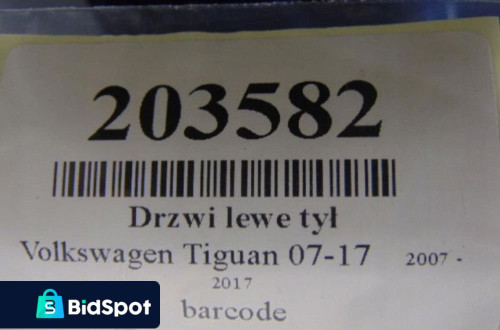 203582
Drzwi lewe tył
Volkswagen Tiguan 07-17 2007 -
2017
barcode
BidSpot